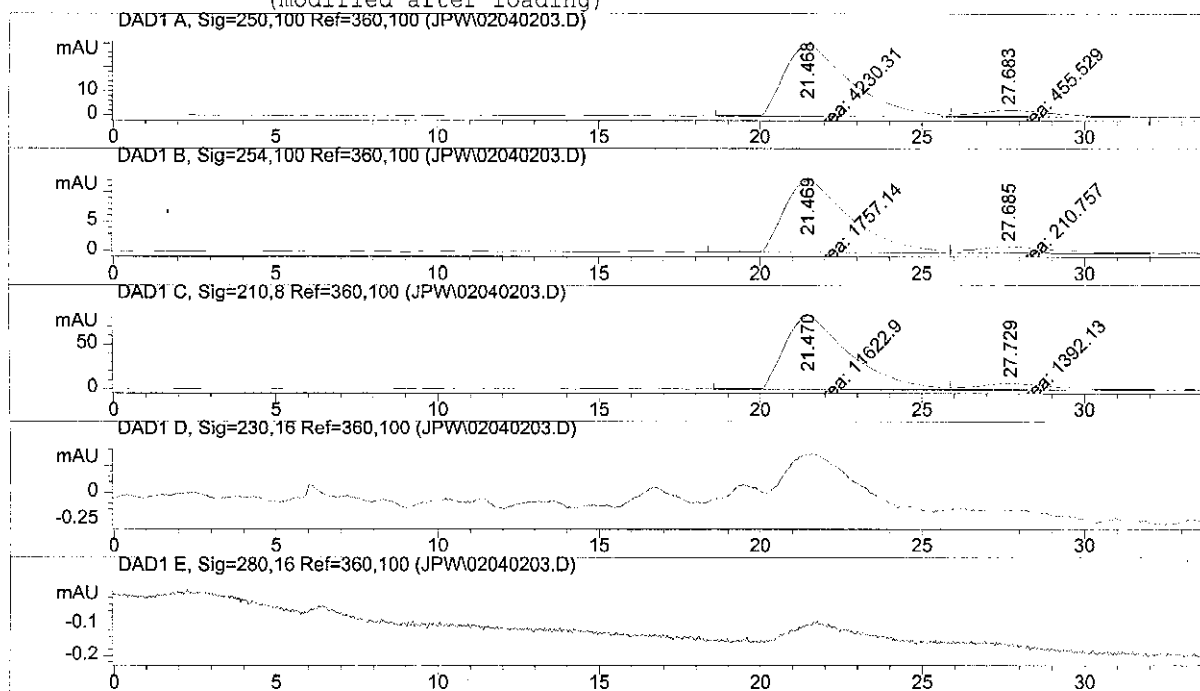 (modified after loading)
DAD1 A, Sig=250,100 Ref=360,100 (JPW\02040203.D)
mAU
10
0
21.468
ea: 4230.31
27.683
ea: 455.529
0 5 10 15 20 25 30
DAD1 B, Sig=254,100 Ref=360,100 (JPW\02040203.D)
mAU
5
0
21.469
ea: 1757.14
27.685
ea: 210.757
0 5 10 15 20 25 30
DAD1 C, Sig=210,8 Ref=360,100 (JPW\02040203.D)
mAU
50
0
21.470
ea: 11622.9
27.729
ea: 1392.13
0 5 10 15 20 25 30
DAD1 D, Sig=230,16 Ref=360,100 (JPW\02040203.D)
mAU
0
-0.25
0 5 10 15 20 25 30
DAD1 E, Sig=280,16 Ref=360,100 (JPW\02040203.D)
mAU
-0.1
-0.2
0 5 10 15 20 25 30